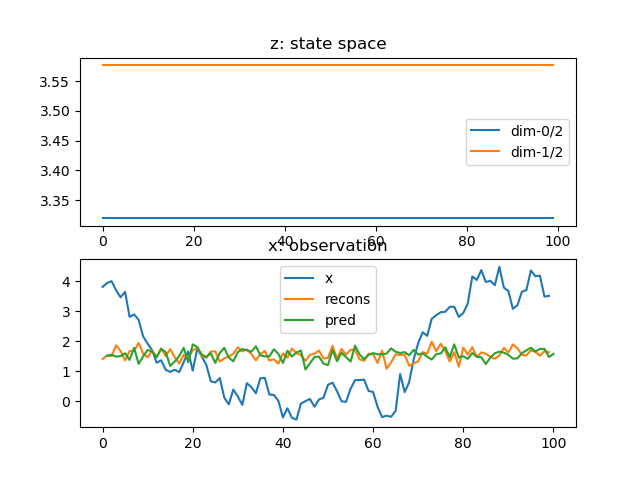 z: state space
3.55
3.50
3.45
3.40
3.35
dim-0/2
dim-1/2
0 20 40 60 80 100
x: observation
4
3
2
1
0
x
recons
pred
0 20 40 60 80 100